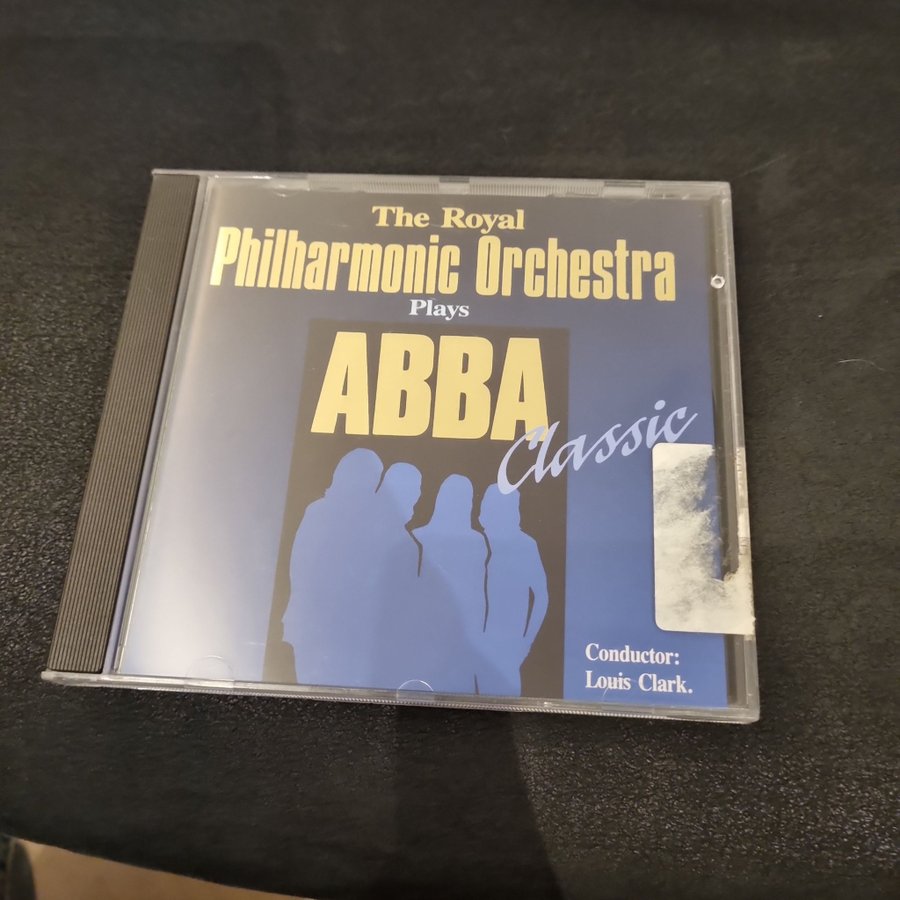 The Royal
Philharmonic Orchestra
Plays
ABBA
Classic
Conductor:
Louis Clark.